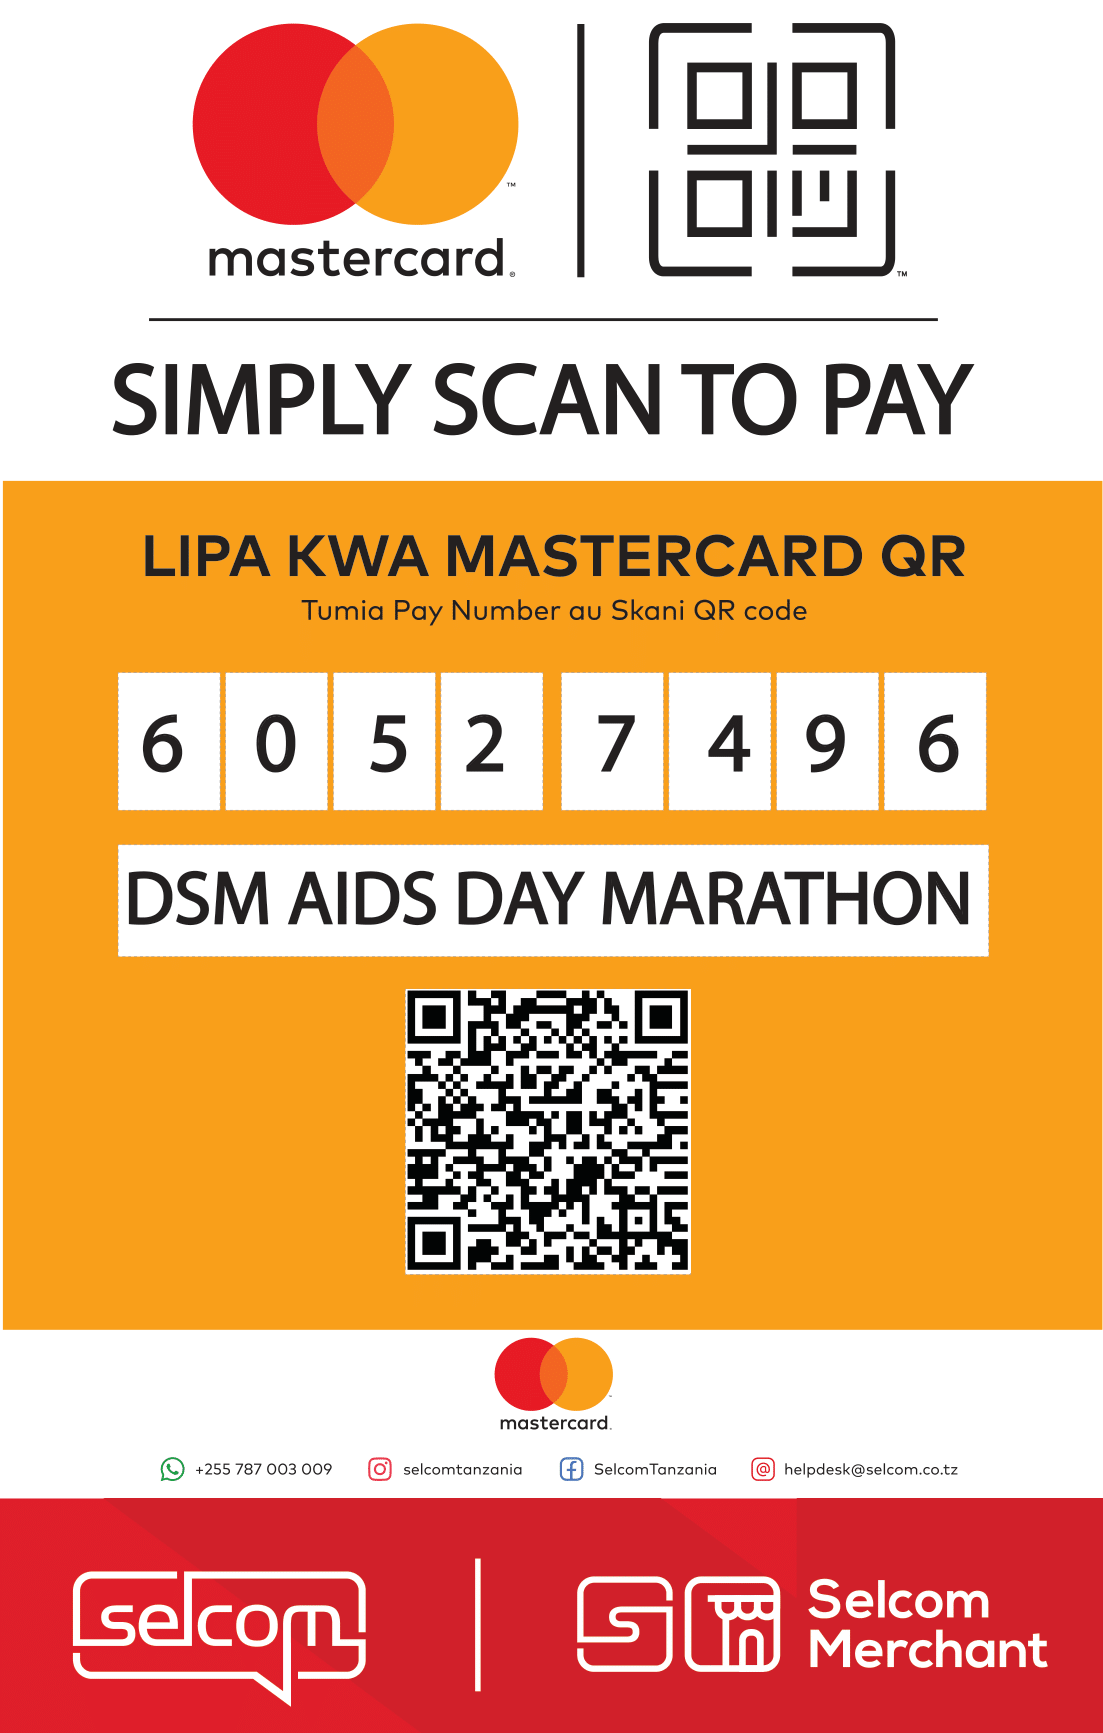 mastercard
SIMPLY SCAN TO PAY
LIPA KWA MASTERCARD QR
Tumia Pay Number au Skani QR code
6 0 5 2 7 4 9 6
DSM AIDS DAY MARATHON
mastercard
+255 787 003 009 selcomtanzania SelcomTanzania helpdesk@selcom.co.tz
selcom
Selcom
Merchant